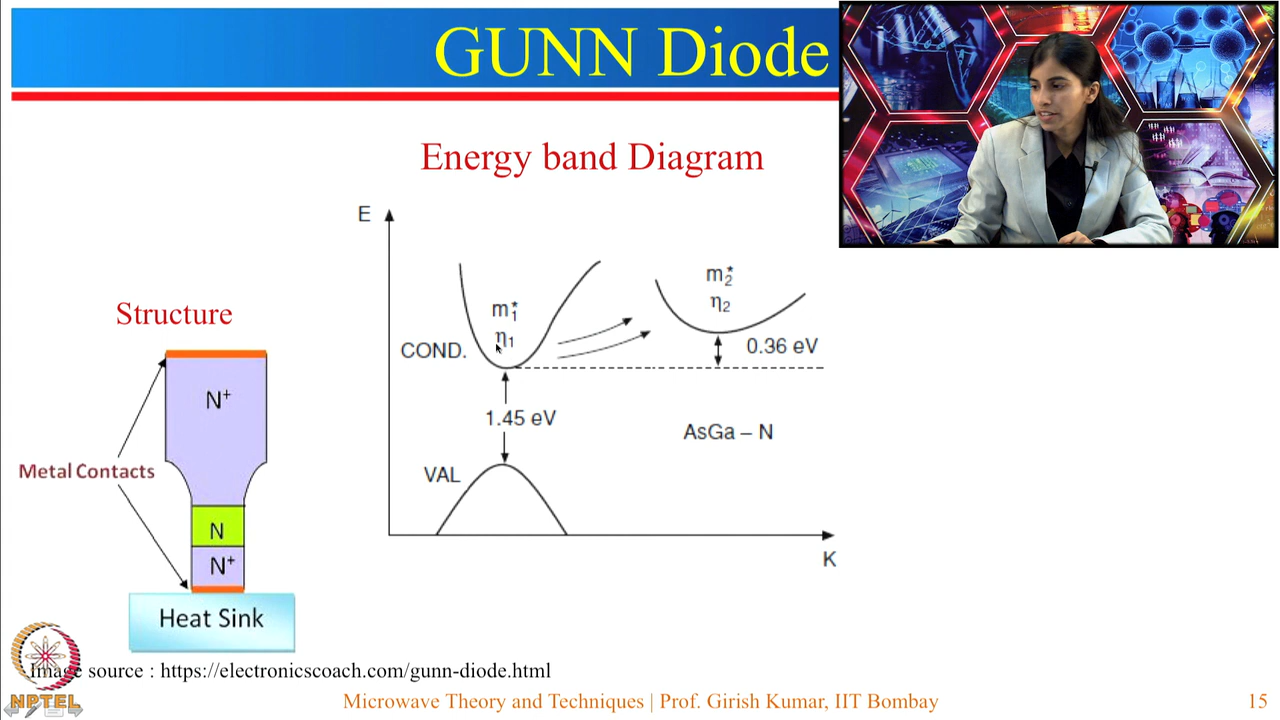 GUNN Diode
Energy band Diagram
E
m₁*
η₁
m₂*
η₂
COND.
0.36 eV
1.45 eV
AsGa – N
VAL
K
Structure
N⁺
Metal Contacts
N
N⁺
Heat Sink
Image source : https://electronicscoach.com/gunn-diode.html
NPTEL
Microwave Theory and Techniques | Prof. Girish Kumar, IIT Bombay
15